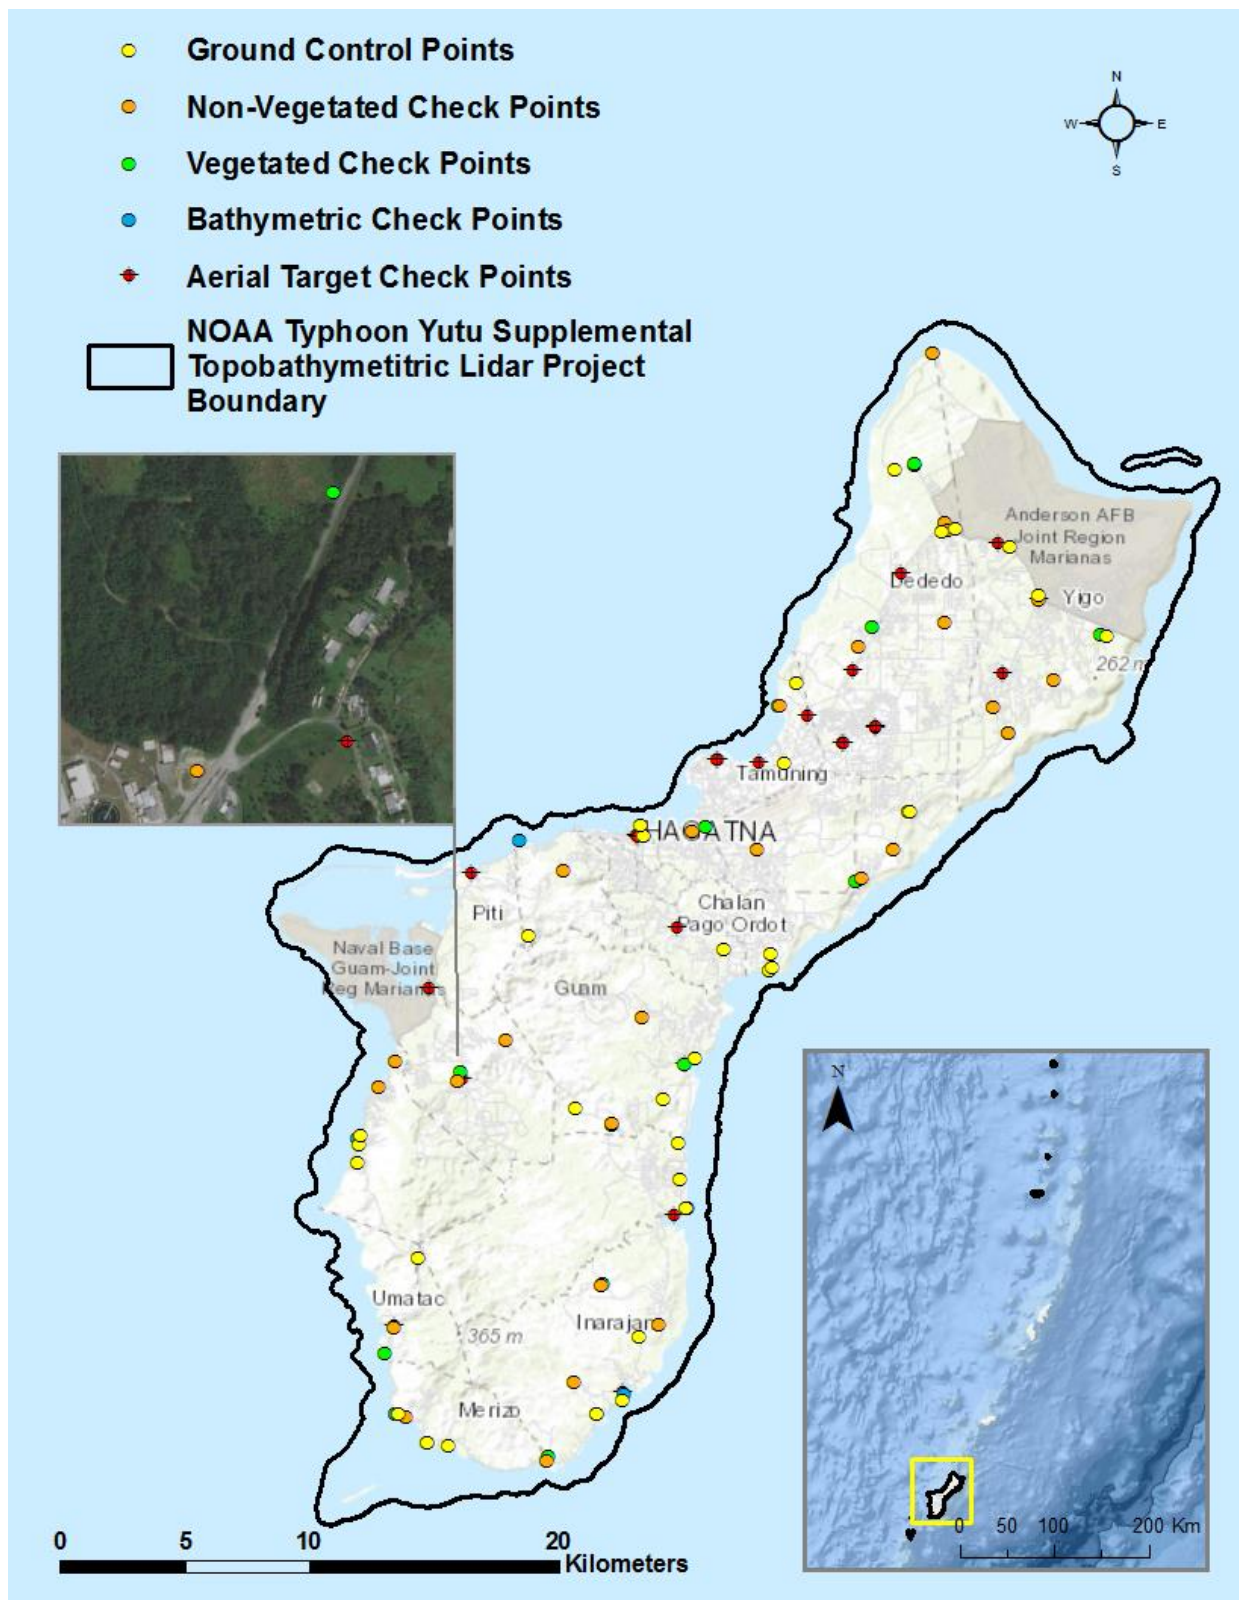 Ground Control Points
Non-Vegetated Check Points
Vegetated Check Points
Bathymetric Check Points
Aerial Target Check Points
NOAA Typhoon Yutu Supplemental
Topobathymetitric Lidar Project
Boundary
N
W
E
S
Anderson AFB
Joint Region
Marianas
Dededo
Yigo
262 m
Tamuning
HAGATNA
Chalan
Pago Ordot
Piti
Naval Base
Guam-Joint
Reg Marianas
Guam
Umatac
Inarajan
365 m
Merizo
N
0 50 100 200 Km
0 5 10 20
Kilometers